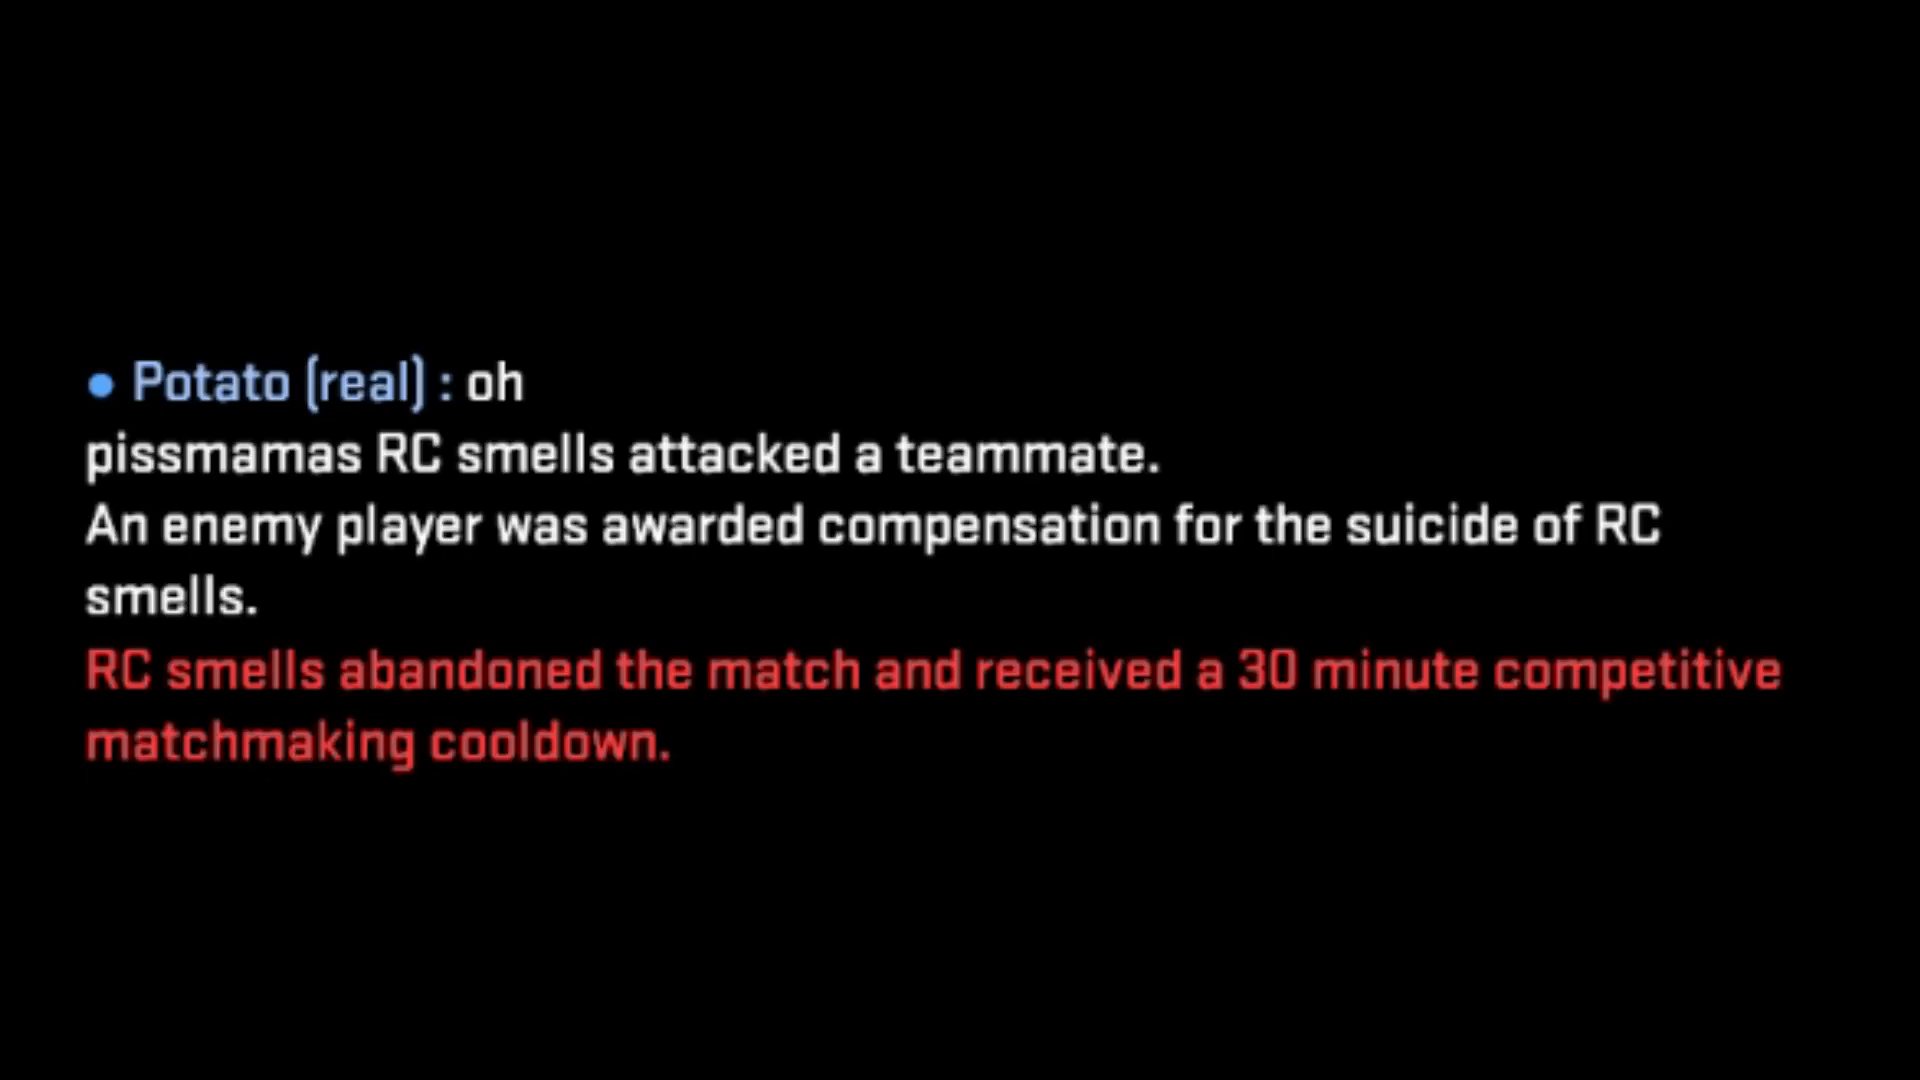 ● Potato (real) : oh
pissmamas RC smells attacked a teammate.
An enemy player was awarded compensation for the suicide of RC
smells.
RC smells abandoned the match and received a 30 minute competitive
matchmaking cooldown.